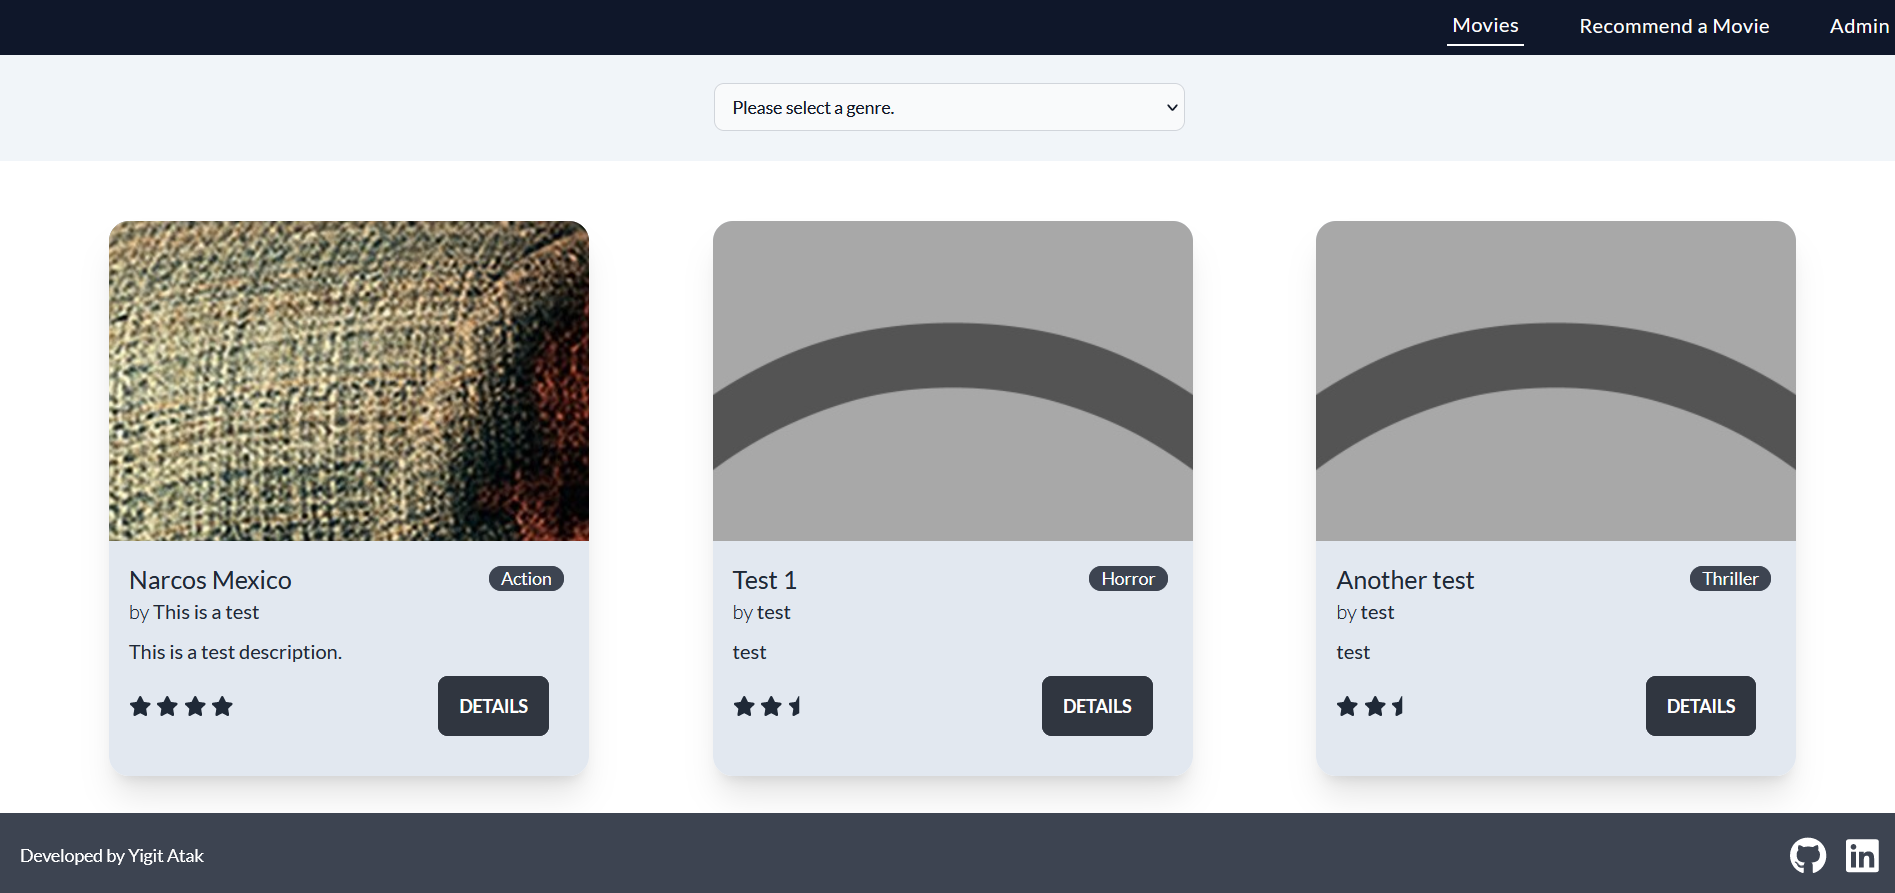 Movies Recommend a Movie Admin
Please select a genre.
Narcos Mexico Action
by This is a test
This is a test description.
DETAILS
Test 1 Horror
by test
test
DETAILS
Another test Thriller
by test
test
DETAILS
Developed by Yigit Atak
in